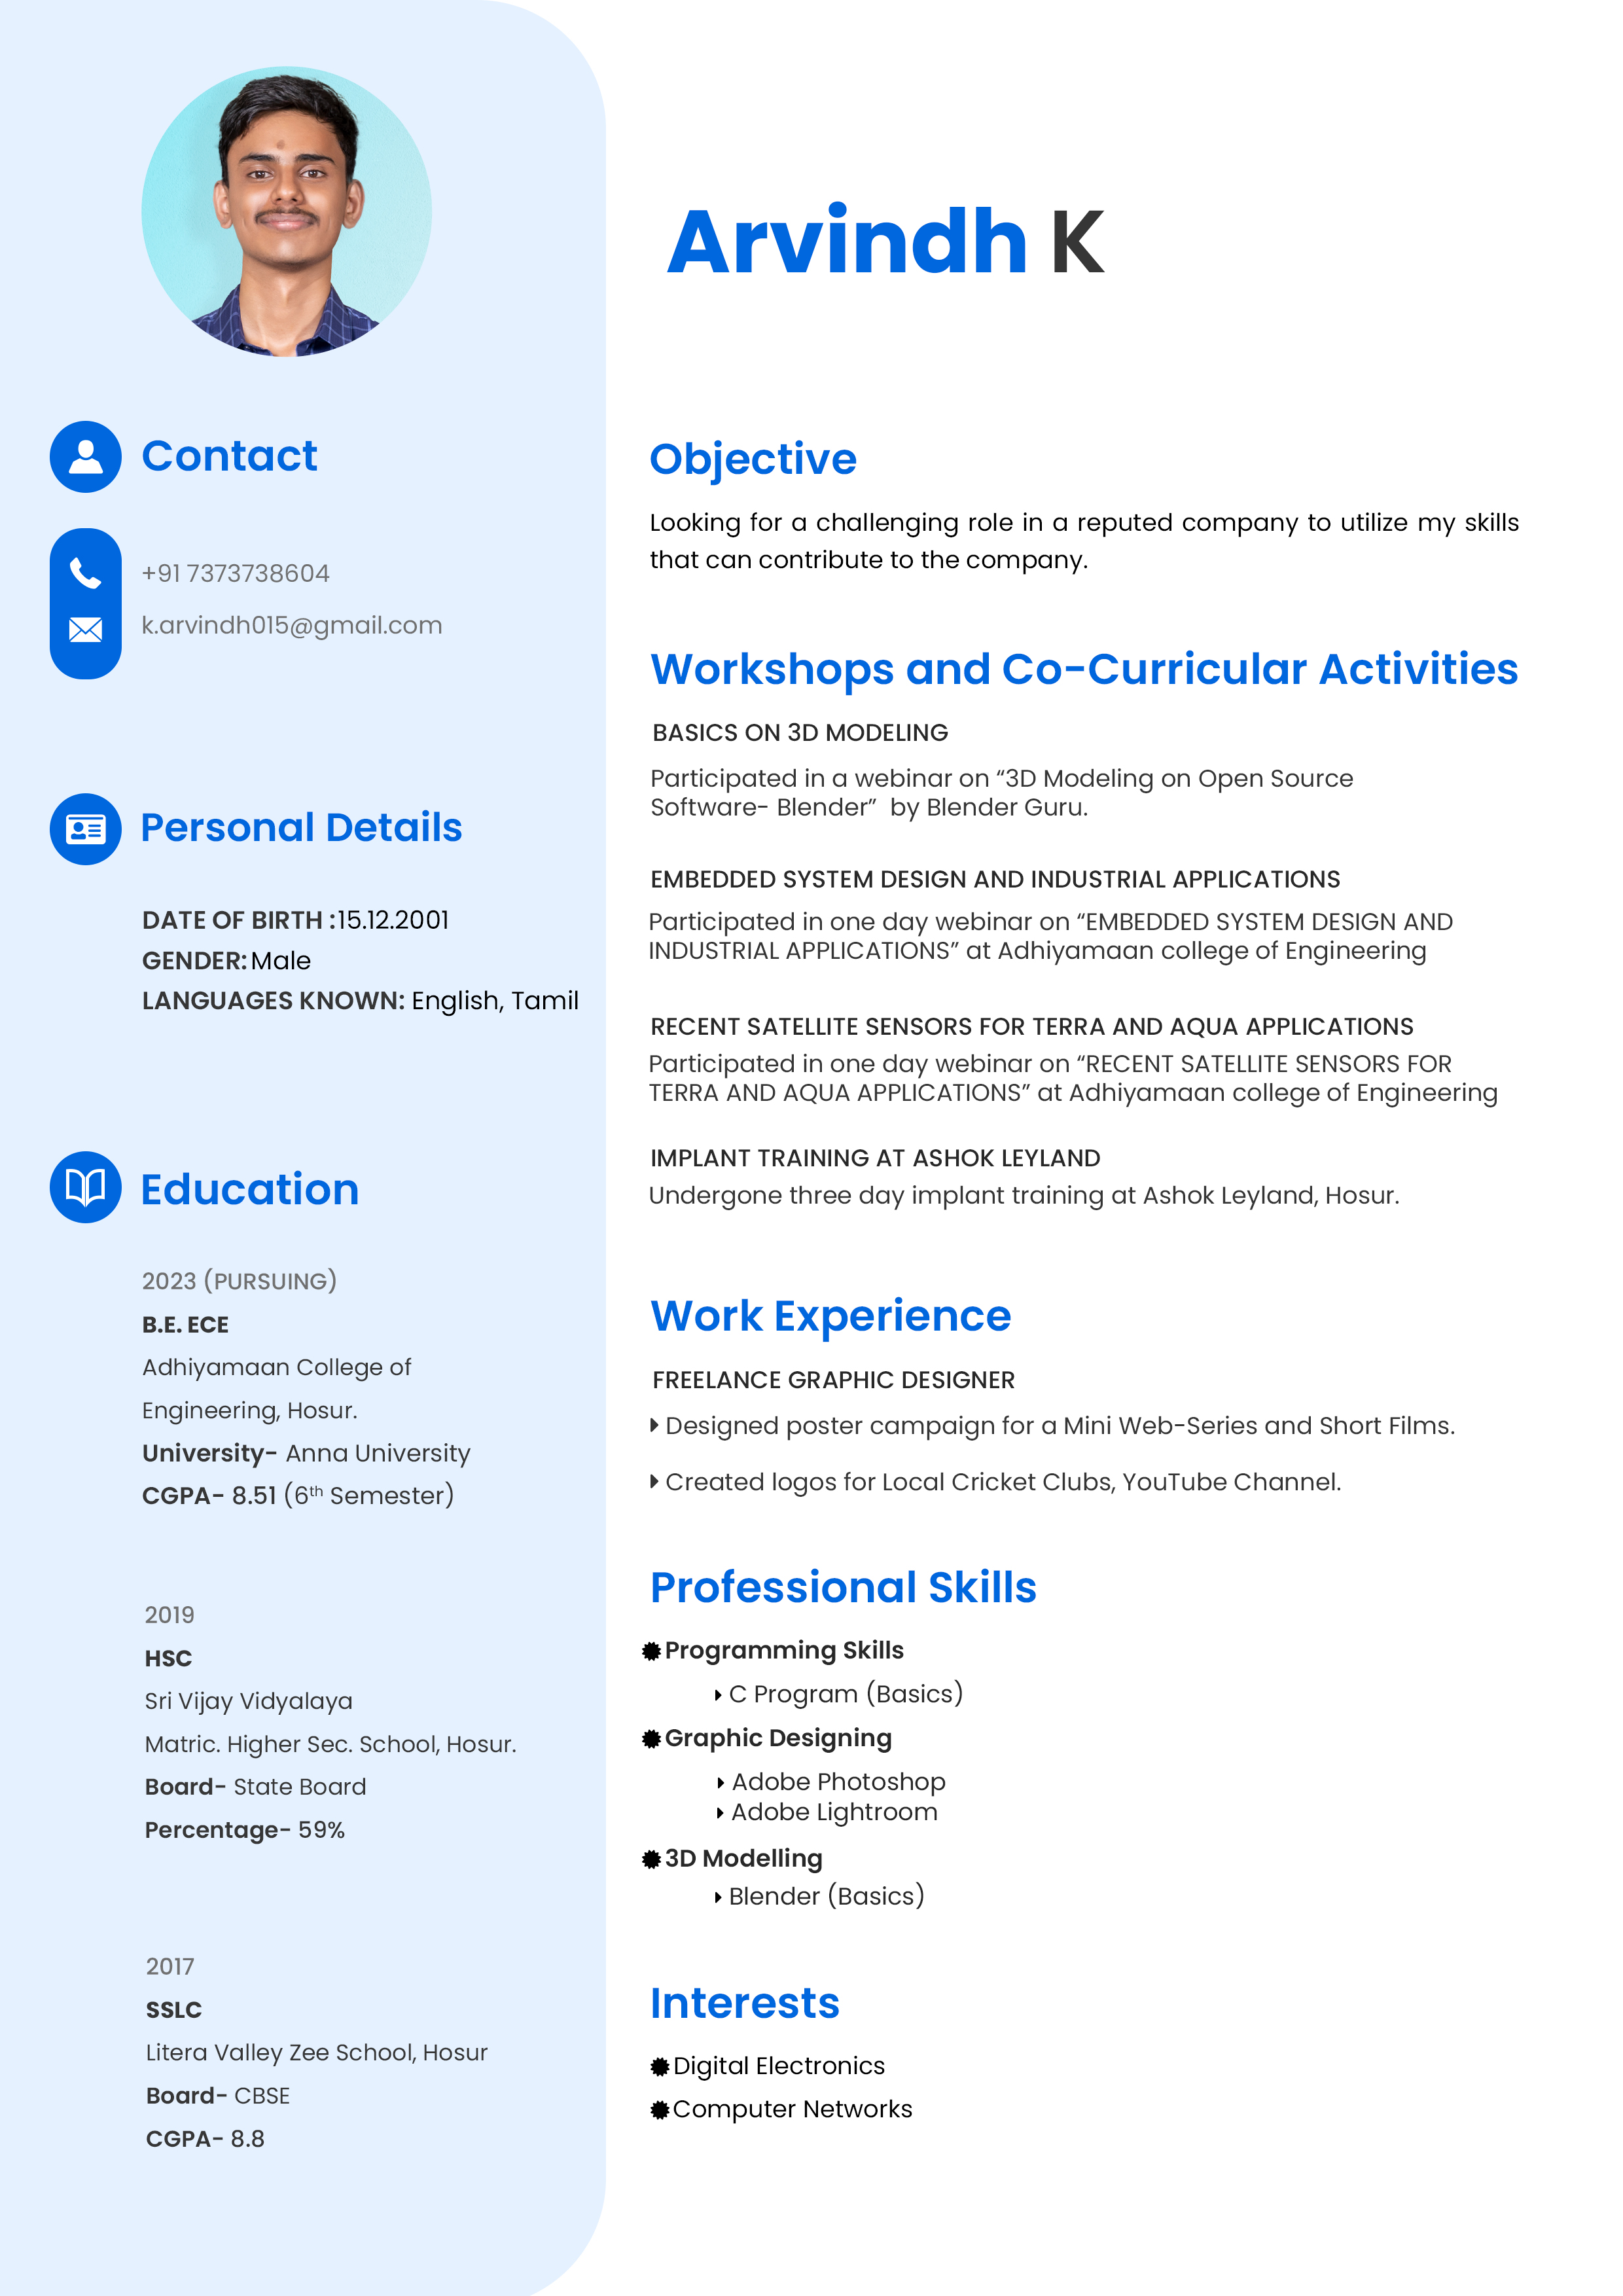 Arvindh K
Contact
+91 7373738604
k.arvindh015@gmail.com
Personal Details
DATE OF BIRTH :15.12.2001
GENDER: Male
LANGUAGES KNOWN: English, Tamil
Education
2023 (PURSUING)
B.E. ECE
Adhiyamaan College of
Engineering, Hosur.
University- Anna University
CGPA- 8.51 (6th Semester)
2019
HSC
Sri Vijay Vidyalaya
Matric. Higher Sec. School, Hosur.
Board- State Board
Percentage- 59%
2017
SSLC
Litera Valley Zee School, Hosur
Board- CBSE
CGPA- 8.8
Objective
Looking for a challenging role in a reputed company to utilize my skills
that can contribute to the company.
Workshops and Co-Curricular Activities
BASICS ON 3D MODELING
Participated in a webinar on “3D Modeling on Open Source
Software- Blender”  by Blender Guru.
EMBEDDED SYSTEM DESIGN AND INDUSTRIAL APPLICATIONS
Participated in one day webinar on “EMBEDDED SYSTEM DESIGN AND
INDUSTRIAL APPLICATIONS” at Adhiyamaan college of Engineering
RECENT SATELLITE SENSORS FOR TERRA AND AQUA APPLICATIONS
Participated in one day webinar on “RECENT SATELLITE SENSORS FOR
TERRA AND AQUA APPLICATIONS” at Adhiyamaan college of Engineering
IMPLANT TRAINING AT ASHOK LEYLAND
Undergone three day implant training at Ashok Leyland, Hosur.
Work Experience
FREELANCE GRAPHIC DESIGNER
Designed poster campaign for a Mini Web-Series and Short Films.
Created logos for Local Cricket Clubs, YouTube Channel.
Professional Skills
Programming Skills
C Program (Basics)
Graphic Designing
Adobe Photoshop
Adobe Lightroom
3D Modelling
Blender (Basics)
Interests
Digital Electronics
Computer Networks